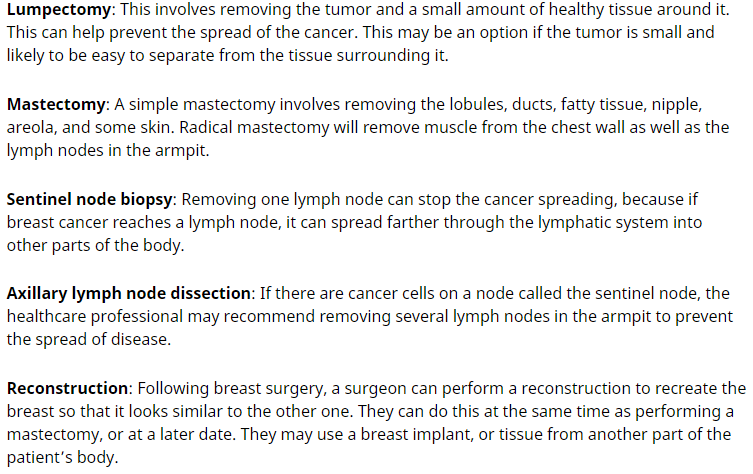 Lumpectomy: This involves removing the tumor and a small amount of healthy tissue around it.
This can help prevent the spread of the cancer. This may be an option if the tumor is small and
likely to be easy to separate from the tissue surrounding it.
Mastectomy: A simple mastectomy involves removing the lobules, ducts, fatty tissue, nipple,
areola, and some skin. Radical mastectomy will remove muscle from the chest wall as well as the
lymph nodes in the armpit.
Sentinel node biopsy: Removing one lymph node can stop the cancer spreading, because if
breast cancer reaches a lymph node, it can spread farther through the lymphatic system into
other parts of the body.
Axillary lymph node dissection: If there are cancer cells on a node called the sentinel node, the
healthcare professional may recommend removing several lymph nodes in the armpit to prevent
the spread of disease.
Reconstruction: Following breast surgery, a surgeon can perform a reconstruction to recreate the
breast so that it looks similar to the other one. They can do this at the same time as performing a
mastectomy, or at a later date. They may use a breast implant, or tissue from another part of the
patient’s body.